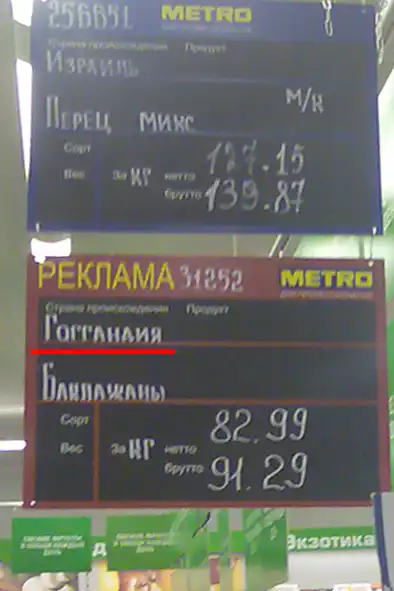 256651 METRO
Страна происхождения Продукт
Израиль
М/К
Перец микс
Сорт
127.15
Вес За КГ нетто
брутто 139.87
РЕКЛАМА 31252 METRO
Страна происхождения Продукт
Госландия
Баклажаны
Сорт
82.99
Вес За КГ нетто
брутто 91.29
Экзотика